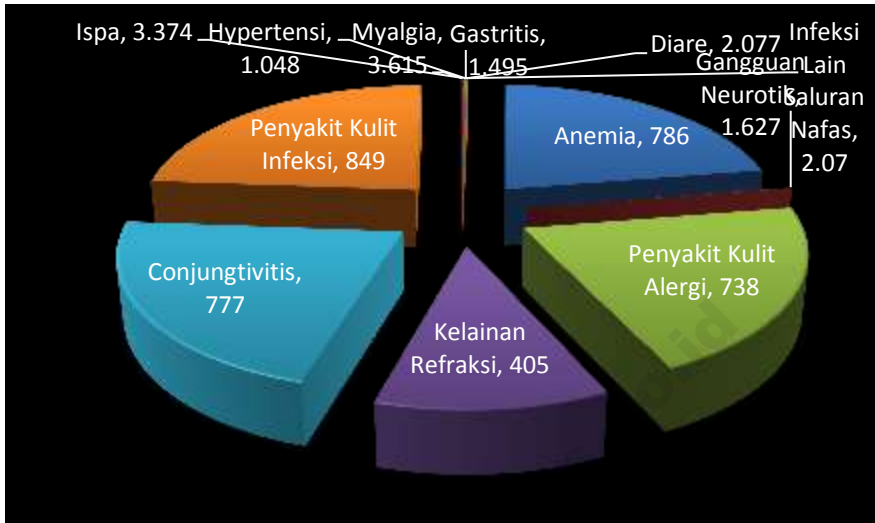 Ispa, 3.374
Hypertensi,
1.048
Myalgia,
3.615
Gastritis,
1.495
Diare, 2.077
Gangguan
Neurotik,
1.627
Infeksi
Lain
Saluran
Nafas,
2.07
Penyakit Kulit
Infeksi, 849
Anemia, 786
Conjungtivitis,
777
Penyakit Kulit
Alergi, 738
Kelainan
Refraksi, 405